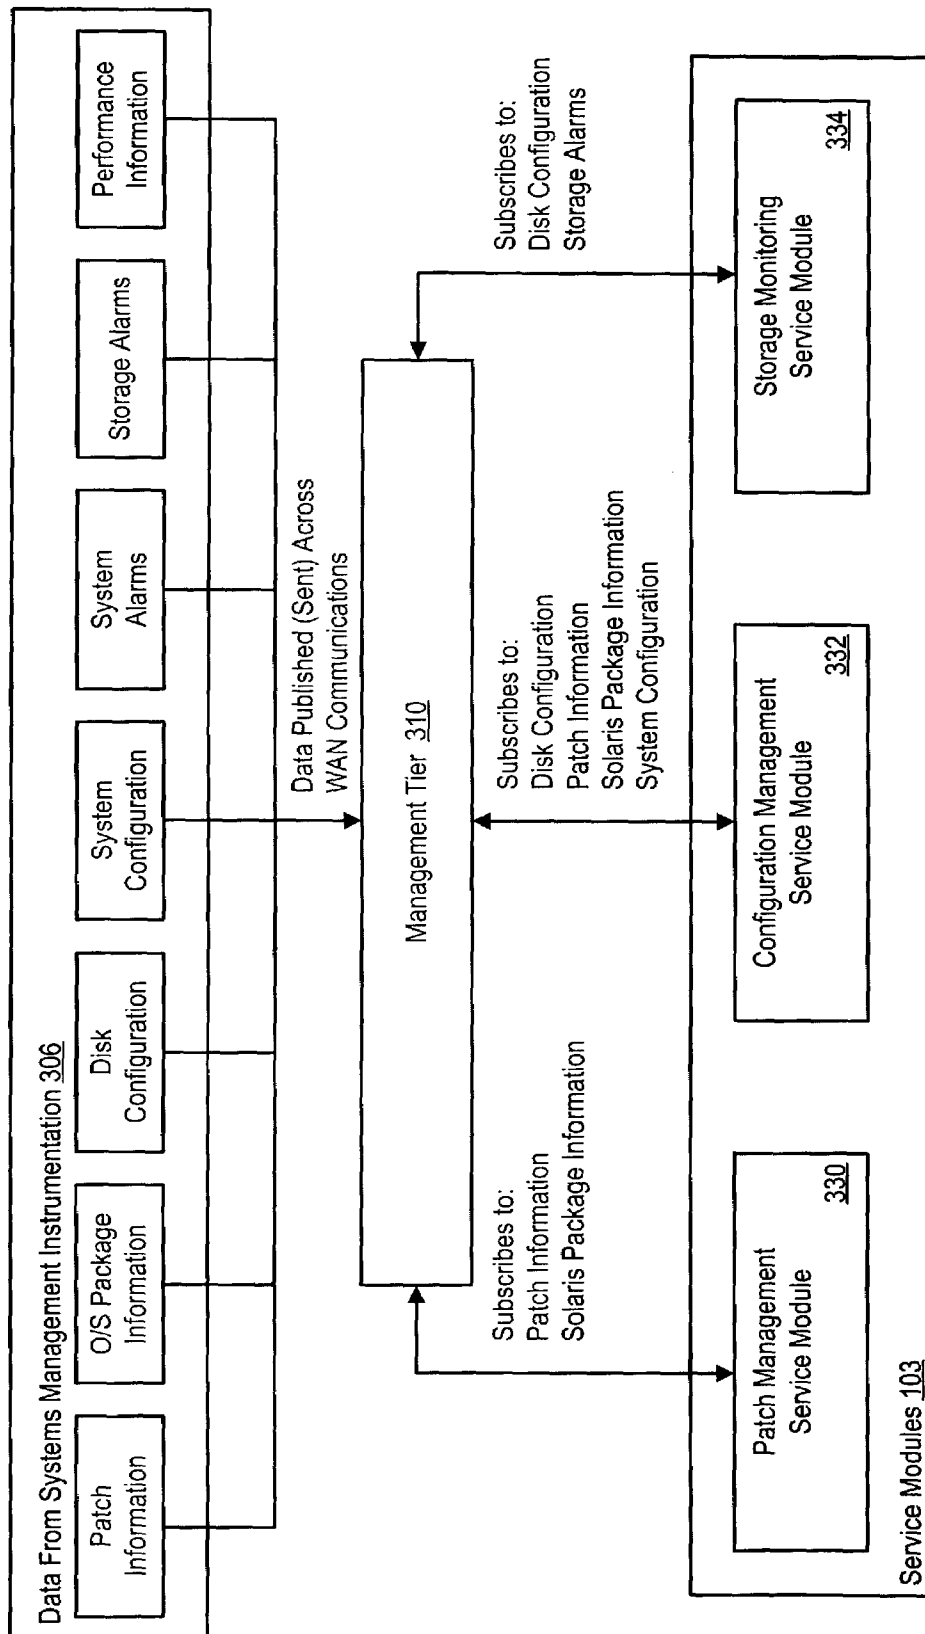 Data From Systems Management Instrumentation 306
Patch
Information
O/S Package
Information
Disk
Configuration
System
Configuration
System
Alarms
Storage Alarms
Performance
Information
Data Published (Sent) Across
WAN Communications
Management Tier 310
Subscribes to:
Patch Information
Solaris Package Information
Subscribes to:
Disk Configuration
Patch Information
Solaris Package Information
System Configuration
Subscribes to:
Disk Configuration
Storage Alarms
Patch Management
Service Module
330
Configuration Management
Service Module
332
Storage Monitoring
Service Module
334
Service Modules 103